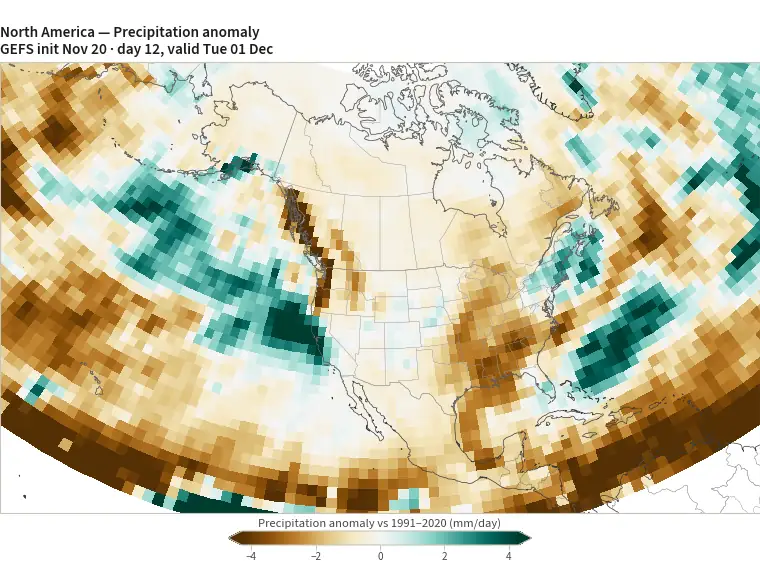 North America — Precipitation anomaly
GEFS init Nov 20 · day 12, valid Tue 01 Dec
Precipitation anomaly vs 1991–2020 (mm/day)
−4 −2 0 2 4